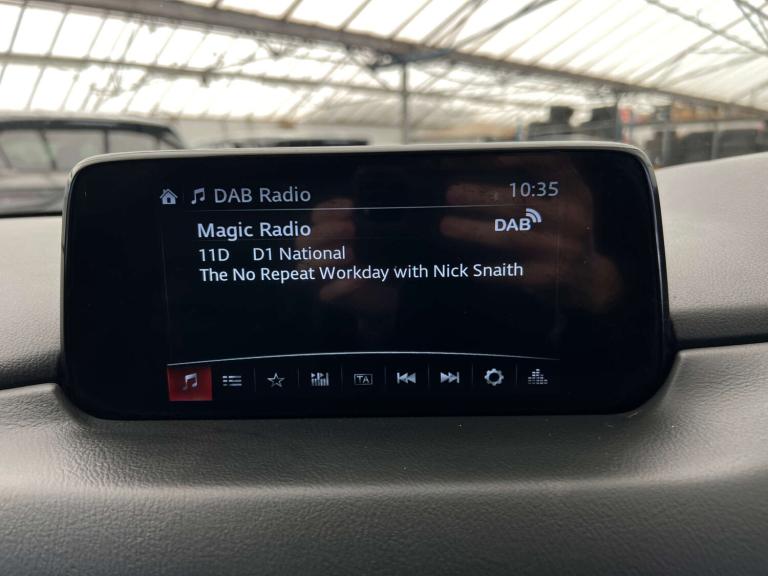 DAB Radio 10:35
Magic Radio DAB
11D D1 National
The No Repeat Workday with Nick Snaith
TA